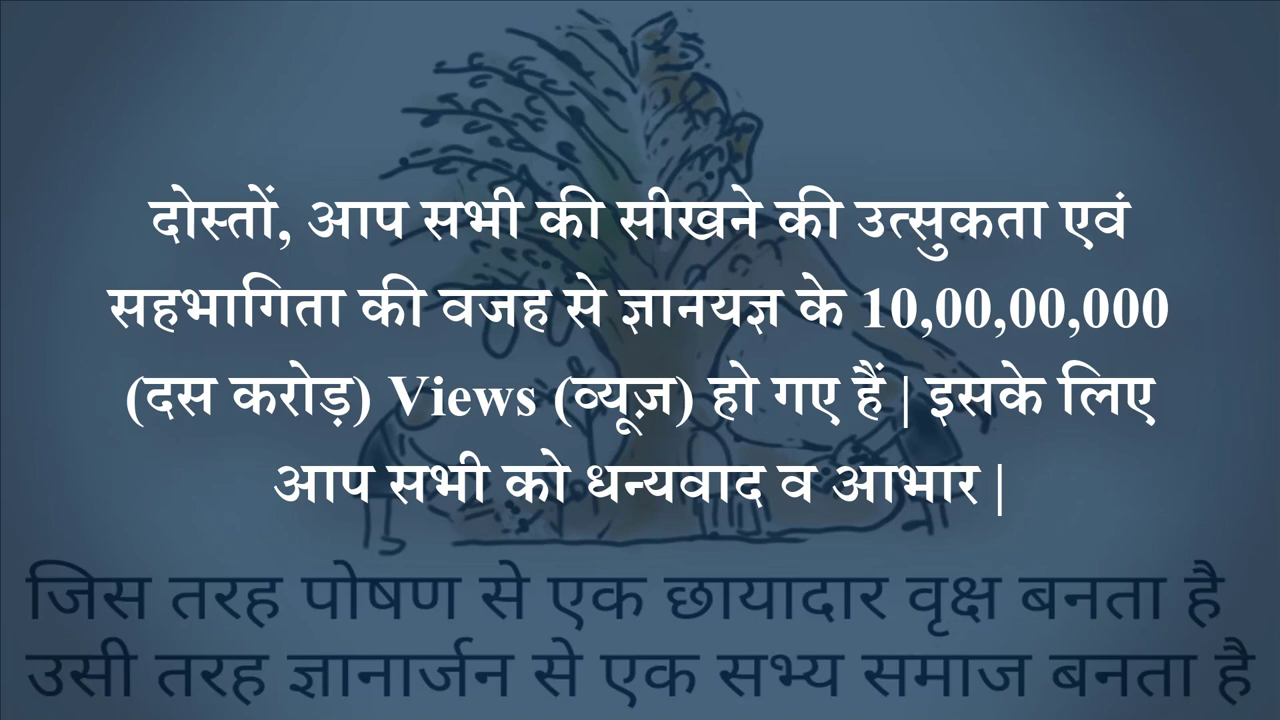 दोस्तों, आप सभी की सीखने की उत्सुकता एवं
सहभागिता की वजह से ज्ञानयज्ञ के 10,00,00,000
(दस करोड़) Views (व्यूज़) हो गए हैं | इसके लिए
आप सभी को धन्यवाद व आभार |
जिस तरह पोषण से एक छायादार वृक्ष बनता है
उसी तरह ज्ञानार्जन से एक सभ्य समाज बनता है